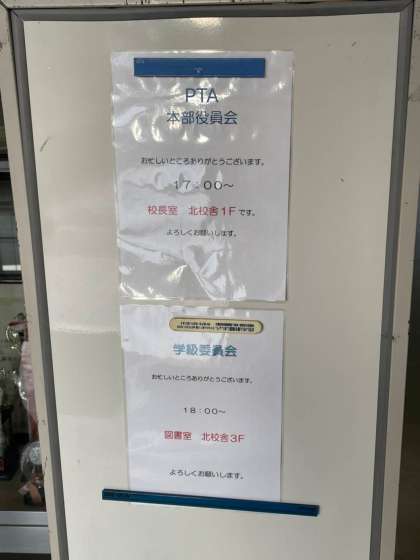 PTA
本部役員会
お忙しいところありがとうございます。
17:00～
校長室 北校舎1Fです。
よろしくお願いします。
学級委員会
お忙しいところありがとうございます。
18:00～
図書室 北校舎3F
よろしくお願いします。